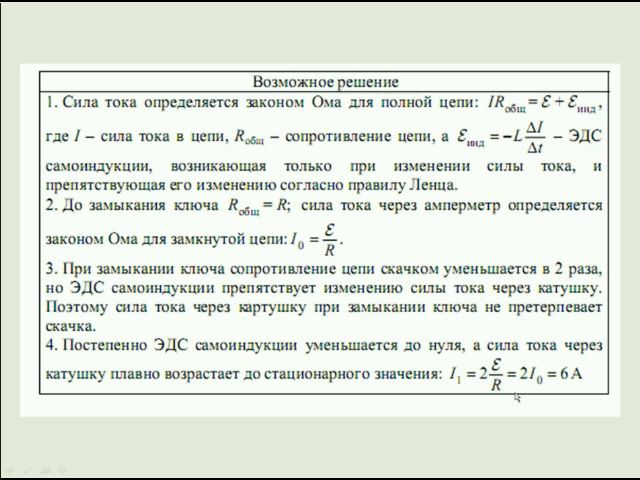 Возможное решение
1. Сила тока определяется законом Ома для полной цепи: IRобщ = ℰ + ℰинд,
где I – сила тока в цепи, Rобщ – сопротивление цепи, а ℰинд = −L ΔI/Δt – ЭДС
самоиндукции, возникающая только при изменении силы тока, и
препятствующая его изменению согласно правилу Ленца.
2. До замыкания ключа Rобщ = R; сила тока через амперметр определяется
законом Ома для замкнутой цепи: I₀ = ℰ/R.
3. При замыкании ключа сопротивление цепи скачком уменьшается в 2 раза,
но ЭДС самоиндукции препятствует изменению силы тока через катушку.
Поэтому сила тока через картушку при замыкании ключа не претерпевает
скачка.
4. Постепенно ЭДС самоиндукции уменьшается до нуля, а сила тока через
катушку плавно возрастает до стационарного значения: I₁ = 2 ℰ/R = 2I₀ = 6 А